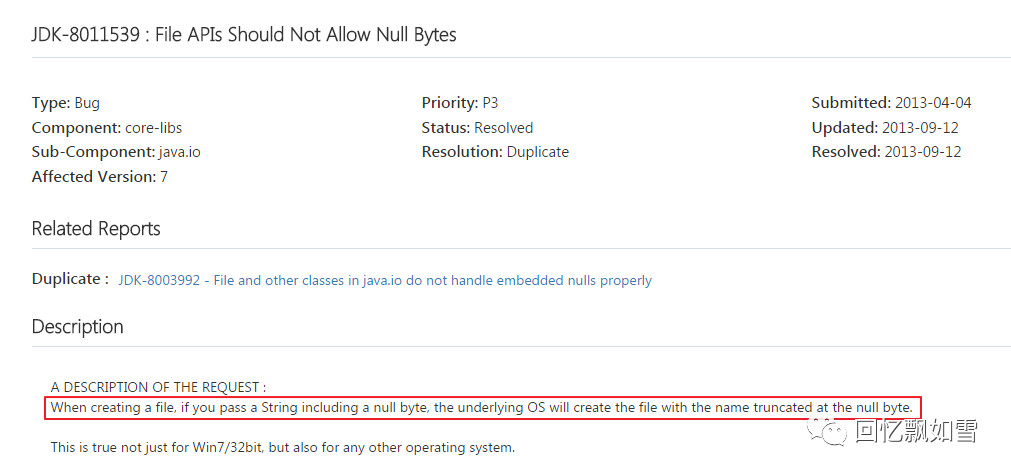 JDK-8011539 : File APIs Should Not Allow Null Bytes
Type: Bug Priority: P3 Submitted: 2013-04-04
Component: core-libs Status: Resolved Updated: 2013-09-12
Sub-Component: java.io Resolution: Duplicate Resolved: 2013-09-12
Affected Version: 7
Related Reports
Duplicate : JDK-8003992 - File and other classes in java.io do not handle embedded nulls properly
Description
A DESCRIPTION OF THE REQUEST :
When creating a file, if you pass a String including a null byte, the underlying OS will create the file with the name truncated at the null byte.
回忆飘如雪
This is true not just for Win7/32bit, but also for any other operating system.